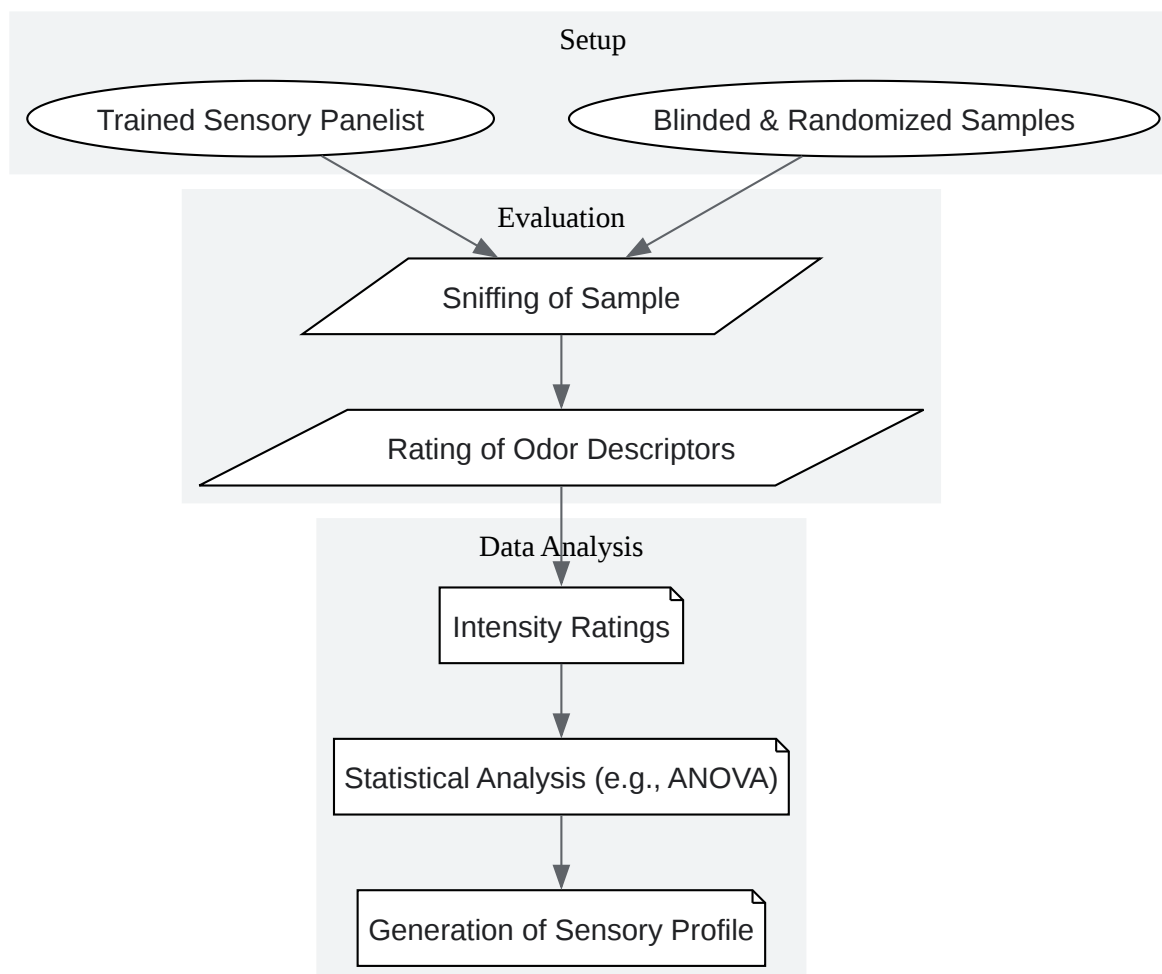 Setup
Trained Sensory Panelist
Blinded & Randomized Samples
Evaluation
Sniffing of Sample
Rating of Odor Descriptors
Data Analysis
Intensity Ratings
Statistical Analysis (e.g., ANOVA)
Generation of Sensory Profile